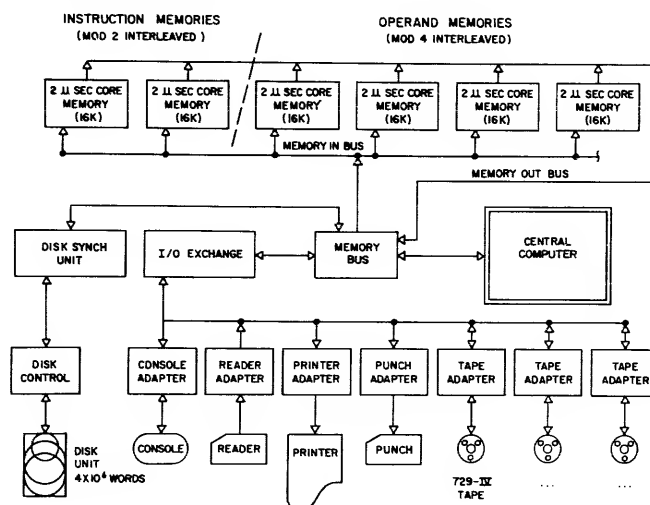 INSTRUCTION MEMORIES
(MOD 2 INTERLEAVED)
OPERAND MEMORIES
(MOD 4 INTERLEAVED)
2 µ SEC CORE
MEMORY
(16K)
2 µ SEC CORE
MEMORY
(16K)
2 µ SEC CORE
MEMORY
(16K)
2 µ SEC CORE
MEMORY
(16K)
2 µ SEC CORE
MEMORY
(16K)
2 µ SEC CORE
MEMORY
(16K)
MEMORY IN BUS
MEMORY OUT BUS
DISK SYNCH
UNIT
I/O EXCHANGE
MEMORY
BUS
CENTRAL
COMPUTER
DISK
CONTROL
CONSOLE
ADAPTER
READER
ADAPTER
PRINTER
ADAPTER
PUNCH
ADAPTER
TAPE
ADAPTER
TAPE
ADAPTER
TAPE
ADAPTER
DISK
UNIT
4X10⁶ WORDS
CONSOLE
READER
PRINTER
PUNCH
729-IV
TAPE
...
...